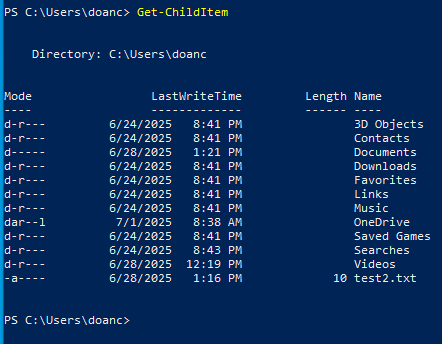 PS C:\Users\doanc> Get-ChildItem
    Directory: C:\Users\doanc
Mode                 LastWriteTime         Length Name
----                 -------------         ------ ----
d-r---         6/24/2025   8:41 PM                3D Objects
d-r---         6/24/2025   8:41 PM                Contacts
d-----         6/28/2025   1:21 PM                Documents
d-r---         6/24/2025   8:41 PM                Downloads
d-r---         6/24/2025   8:41 PM                Favorites
d-r---         6/24/2025   8:41 PM                Links
d-r---         6/24/2025   8:41 PM                Music
dar--l          7/1/2025   8:38 AM                OneDrive
d-r---         6/24/2025   8:41 PM                Saved Games
d-r---         6/24/2025   8:43 PM                Searches
d-r---         6/28/2025  12:19 PM                Videos
-a----         6/28/2025   1:16 PM             10 test2.txt
PS C:\Users\doanc>